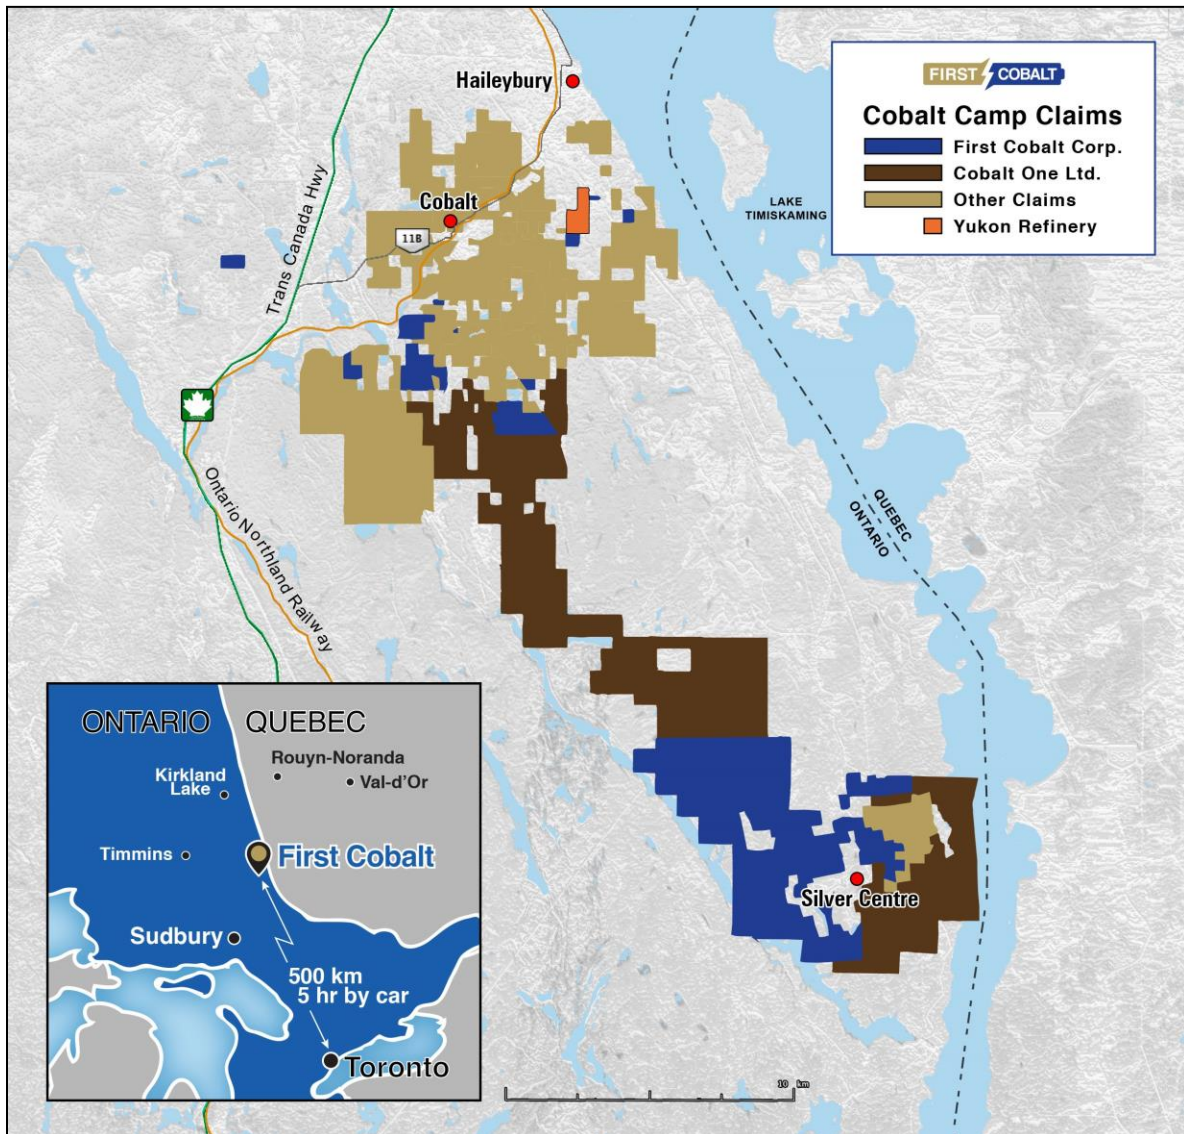 Haileybury
FIRST COBALT
Cobalt Camp Claims
First Cobalt Corp.
Cobalt One Ltd.
Other Claims
Yukon Refinery
LAKE
TIMISKAMING
Cobalt
11B
Trans Canada Hwy
Ontario Northland Railway
QUEBEC
ONTARIO
Silver Centre
ONTARIO
QUEBEC
Rouyn-Noranda
Val-d'Or
Kirkland
Lake
Timmins
First Cobalt
Sudbury
500 km
5 hr by car
Toronto
10 km